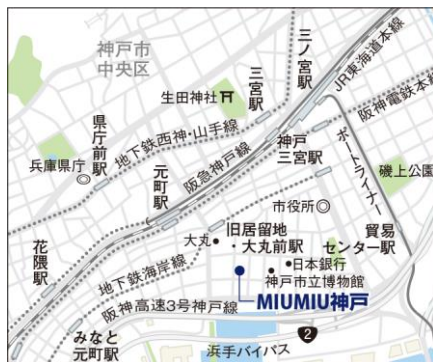 神戸市
中央区
三ノ宮駅
JR東海道本線
三宮駅
生田神社
阪神電鉄本線
県庁前駅
地下鉄西神・山手線
神戸
三宮駅
ポートライナー
兵庫県庁
元町駅
阪急神戸線
磯上公園
市役所
花隈駅
大丸
旧居留地
・大丸前駅
貿易
センター駅
地下鉄海岸線
日本銀行
神戸市立博物館
阪神高速3号神戸線
MIUMIU神戸
みなと
元町駅
2
浜手バイパス